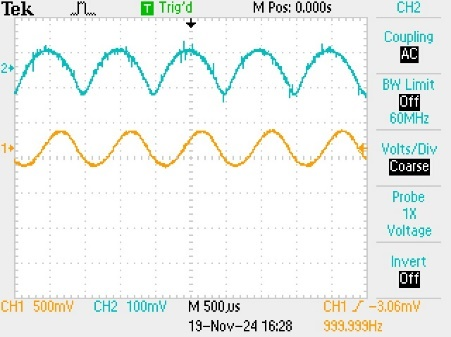 Tek Trig'd M Pos: 0.000s CH2
Coupling
AC
BW Limit
Off
60MHz
Volts/Div
Coarse
Probe
1X
Voltage
Invert
Off
2
1
CH1 500mV CH2 100mV M 500µs CH1 -3.06mV
19-Nov-24 16:28 999.999Hz